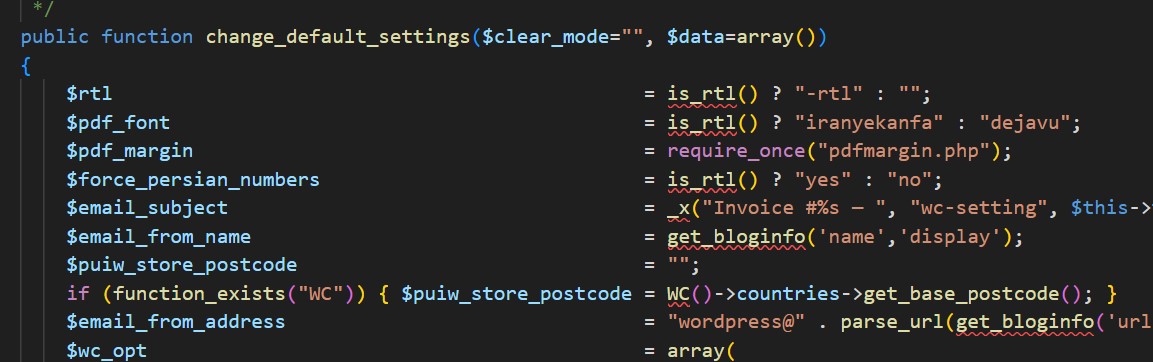 */
public function change_default_settings($clear_mode="", $data=array())
{
$rtl = is_rtl() ? "-rtl" : "";
$pdf_font = is_rtl() ? "iranyekanfa" : "dejavu";
$pdf_margin = require_once("pdfmargin.php");
$force_persian_numbers = is_rtl() ? "yes" : "no";
$email_subject = _x("Invoice #%s — ", "wc-setting", $this->
$email_from_name = get_bloginfo('name','display');
$puiw_store_postcode = "";
if (function_exists("WC")) { $puiw_store_postcode = WC()->countries->get_base_postcode(); }
$email_from_address = "wordpress@" . parse_url(get_bloginfo('url
$wc_opt = array(